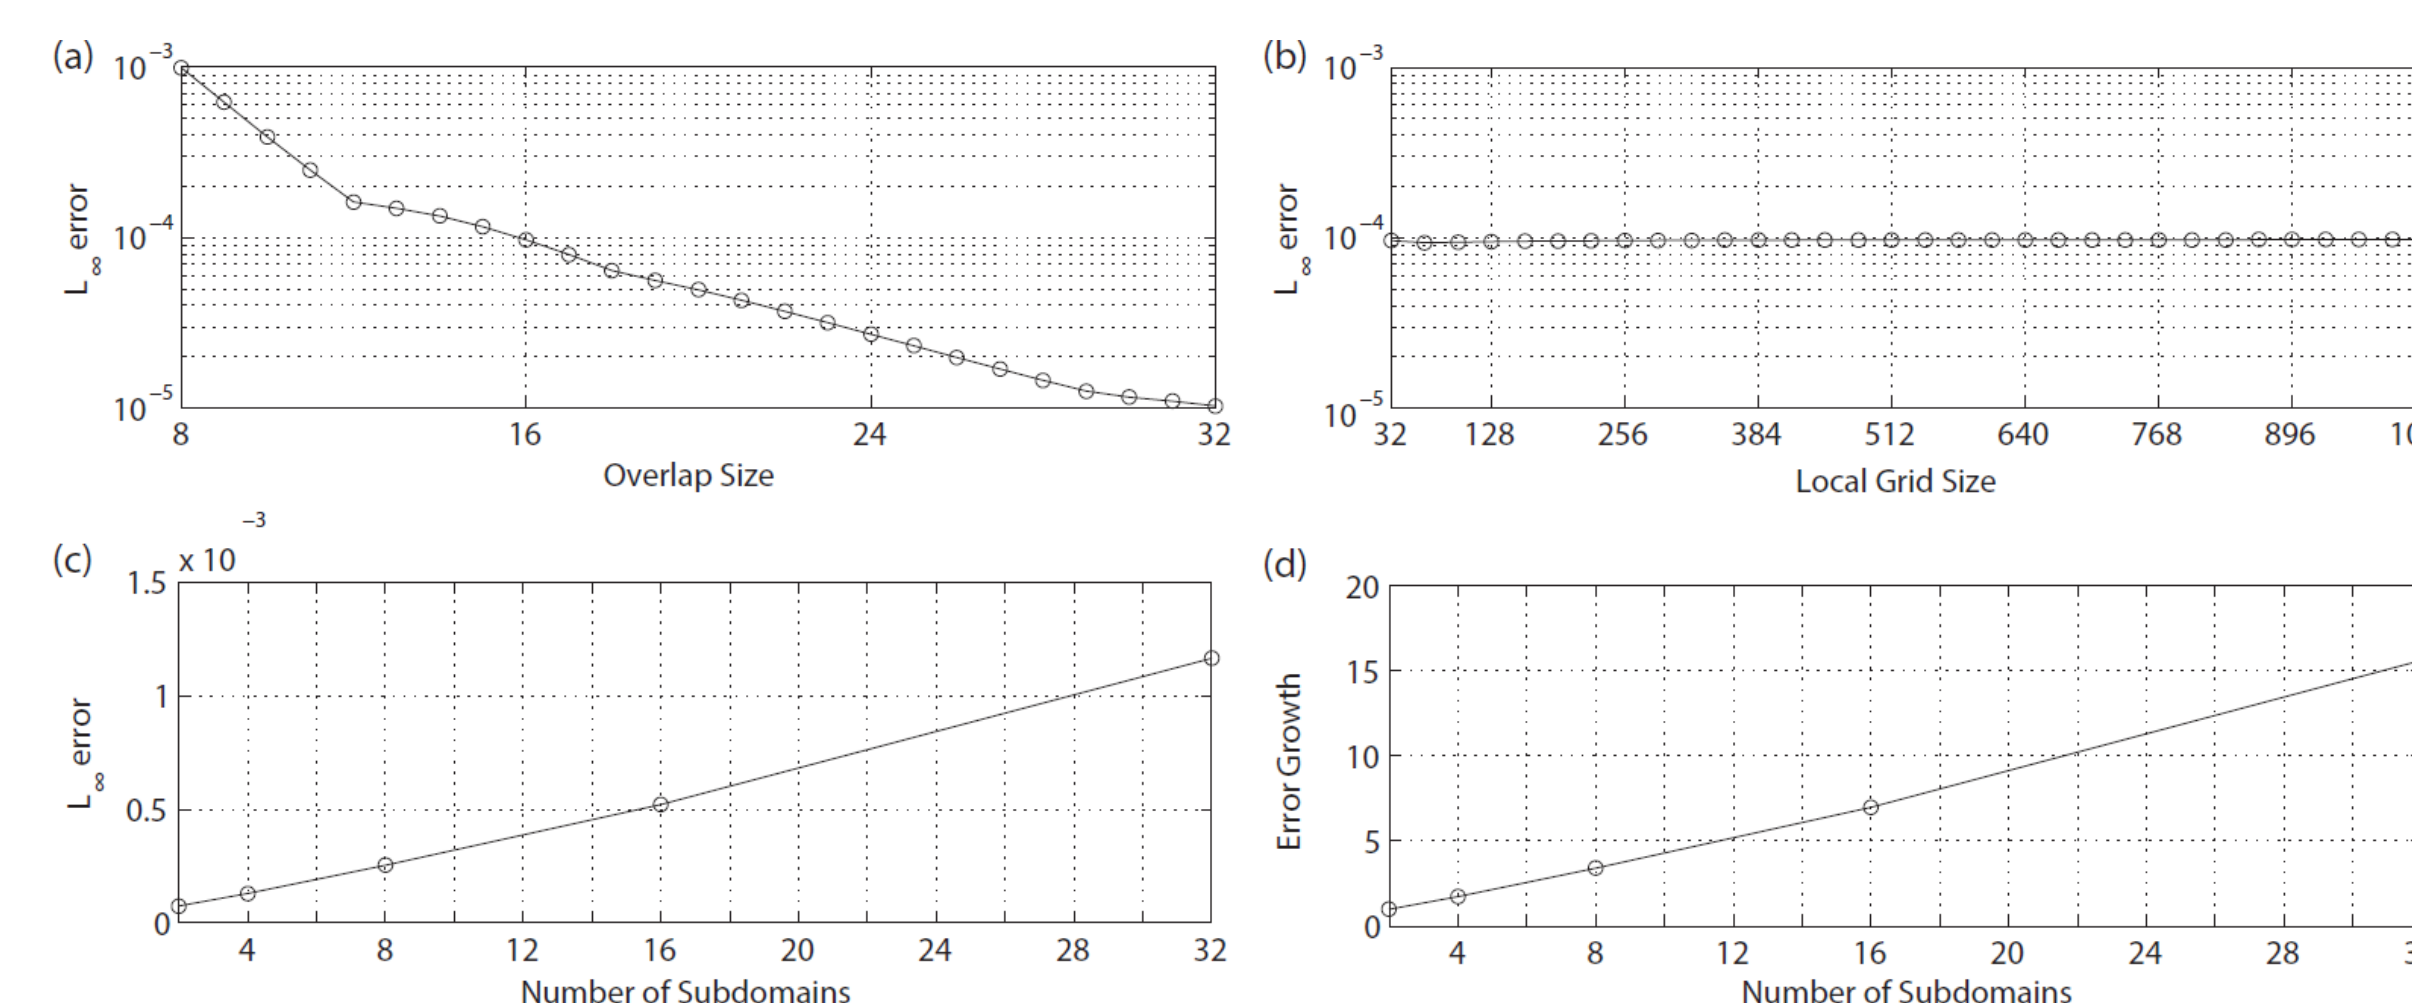 (a)
10⁻³
10⁻⁴
10⁻⁵
L∞ error
8 16 24 32
Overlap Size
(b)
10⁻³
10⁻⁴
10⁻⁵
L∞ error
32 128 256 384 512 640 768 896
Local Grid Size
(c)
x 10⁻³
1.5
1
0.5
0
L∞ error
4 8 12 16 20 24 28 32
Number of Subdomains
(d)
20
15
10
5
0
Error Growth
4 8 12 16 20 24 28
Number of Subdomains